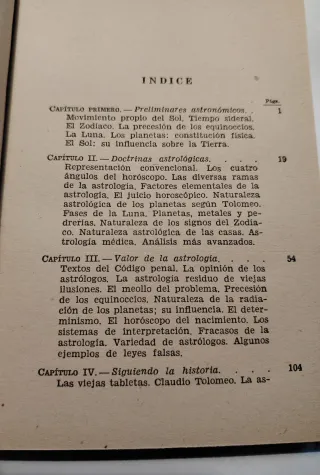 INDICE
Págs.
CAPÍTULO PRIMERO. — Preliminares astronómicos . 1
Movimiento propio del Sol. Tiempo sideral.
El Zodiaco. La precesión de los equinoccios.
La Luna. Los planetas: constitución física.
El Sol: su influencia sobre la Tierra.
CAPÍTULO II. — Doctrinas astrológicas. . . . 19
Representación convencional. Los cuatro
ángulos del horóscopo. Las diversas ramas
de la astrología. Factores elementales de la
astrología. El juicio horoscópico. Naturaleza
astrológica de los planetas según Tolomeo.
Fases de la Luna. Planetas, metales y pe-
drerías. Naturaleza de los signos del Zodía-
co. Naturaleza astrológica de las casas. As-
trología médica. Análisis más avanzados.
CAPÍTULO III. — Valor de la astrología. . . . 54
Textos del Código penal. La opinión de los
astrólogos. La astrología residuo de viejas
ilusiones. El meollo del problema. Precesión
de los equinoccios. Naturaleza de la radia-
ción de los planetas; su influencia. El deter-
minismo. El horóscopo del nacimiento. Los
sistemas de interpretación. Fracasos de la
astrología. Variedad de astrólogos. Algunos
ejemplos de leyes falsas.
CAPÍTULO IV. — Siguiendo la historia. . . . 104
Las viejas tabletas. Claudio Tolomeo. La as-